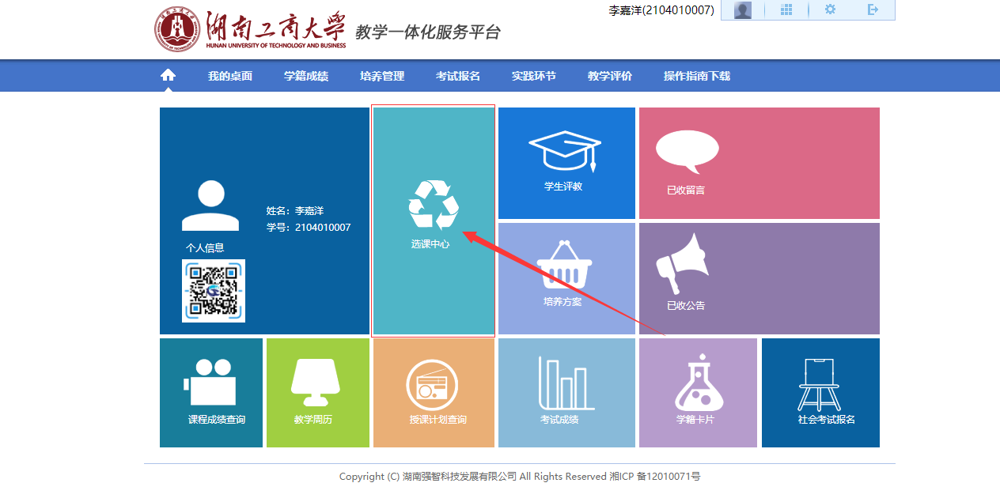 李嘉洋(2104010007)
湖南工商大学
HUNAN UNIVERSITY OF TECHNOLOGY AND BUSINESS
教学一体化服务平台
我的桌面 学籍成绩 培养管理 考试报名 实践环节 教学评价 操作指南下载
姓名：李嘉洋
学号：2104010007
个人信息
选课中心
学生评教
已收留言
培养方案
已收公告
课程成绩查询
教学周历
授课计划查询
考试成绩
学籍卡片
社会考试报名
Copyright (C) 湖南强智科技发展有限公司 All Rights Reserved 湘ICP 备12010071号